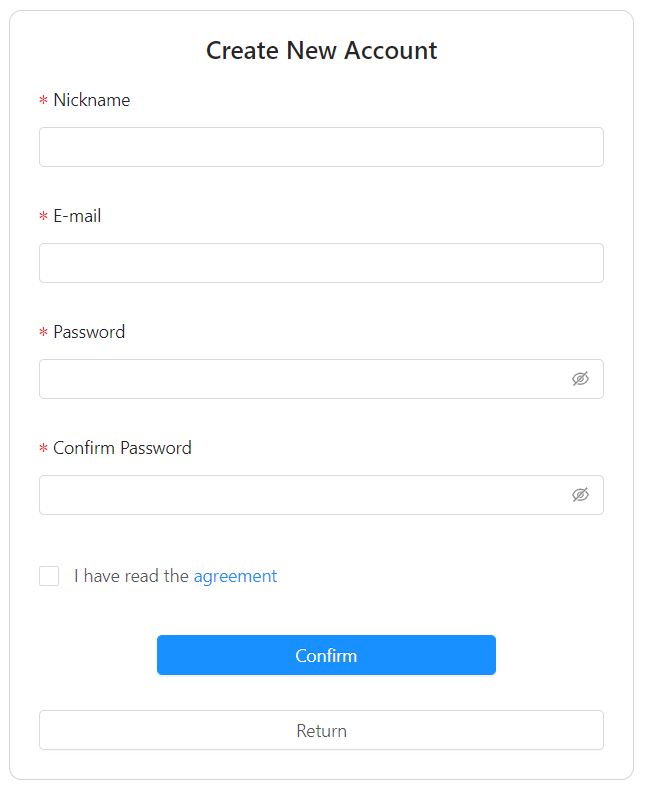 Create New Account
* Nickname
* E-mail
* Password
* Confirm Password
I have read the agreement
Confirm
Return